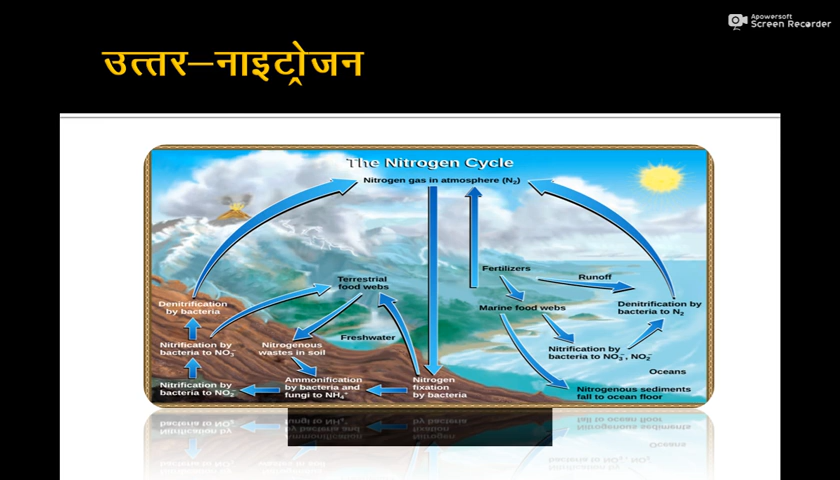 Apowersoft
Screen Recorder
उत्तर–नाइट्रोजन
The Nitrogen Cycle
Nitrogen gas in atmosphere (N₂)
Fertilizers
Runoff
Terrestrial
food webs
Denitrification
by bacteria
Marine food webs
Denitrification by
bacteria to N₂
Freshwater
Nitrification by
bacteria to NO₃⁻
Nitrogenous
wastes in soil
Nitrification by
bacteria to NO₃⁻, NO₂⁻
Oceans
Nitrification by
bacteria to NO₂⁻
Ammonification
by bacteria and
fungi to NH₄⁺
Nitrogen
fixation
by bacteria
Nitrogenous sediments
fall to ocean floor